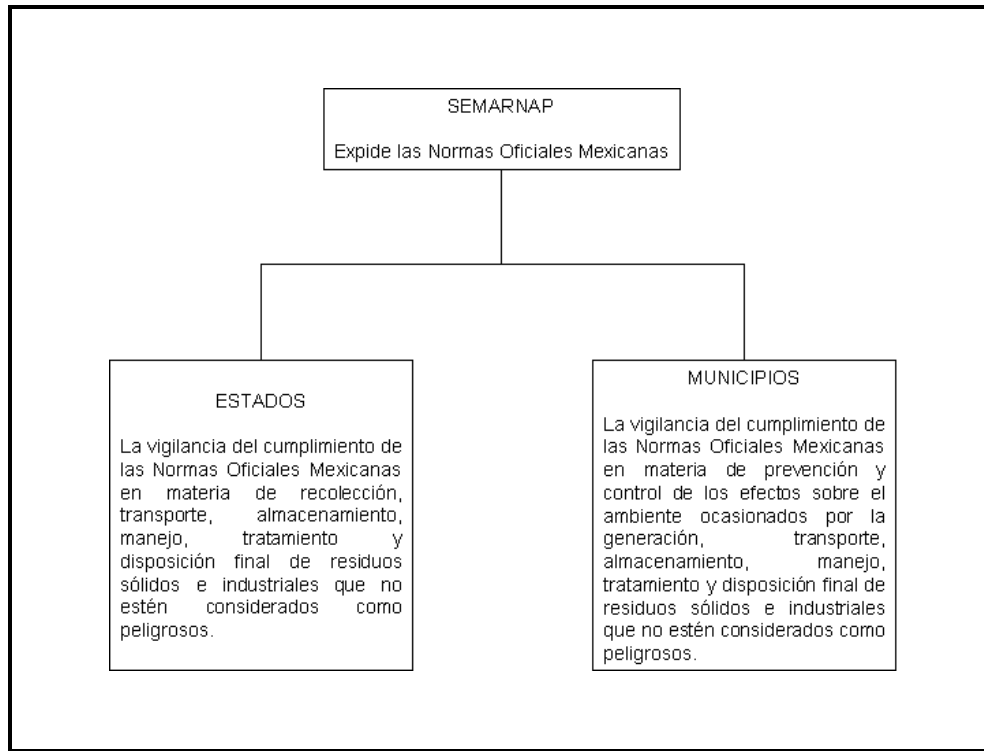 SEMARNAP
Expide las Normas Oficiales Mexicanas
ESTADOS
La vigilancia del cumplimiento de
las Normas Oficiales Mexicanas
en materia de recolección,
transporte, almacenamiento,
manejo, tratamiento y
disposición final de residuos
sólidos e industriales que no
estén considerados como
peligrosos.
MUNICIPIOS
La vigilancia del cumplimiento de
las Normas Oficiales Mexicanas
en materia de prevención y
control de los efectos sobre el
ambiente ocasionados por la
generación, transporte,
almacenamiento, manejo,
tratamiento y disposición final de
residuos sólidos e industriales
que no estén considerados como
peligrosos.